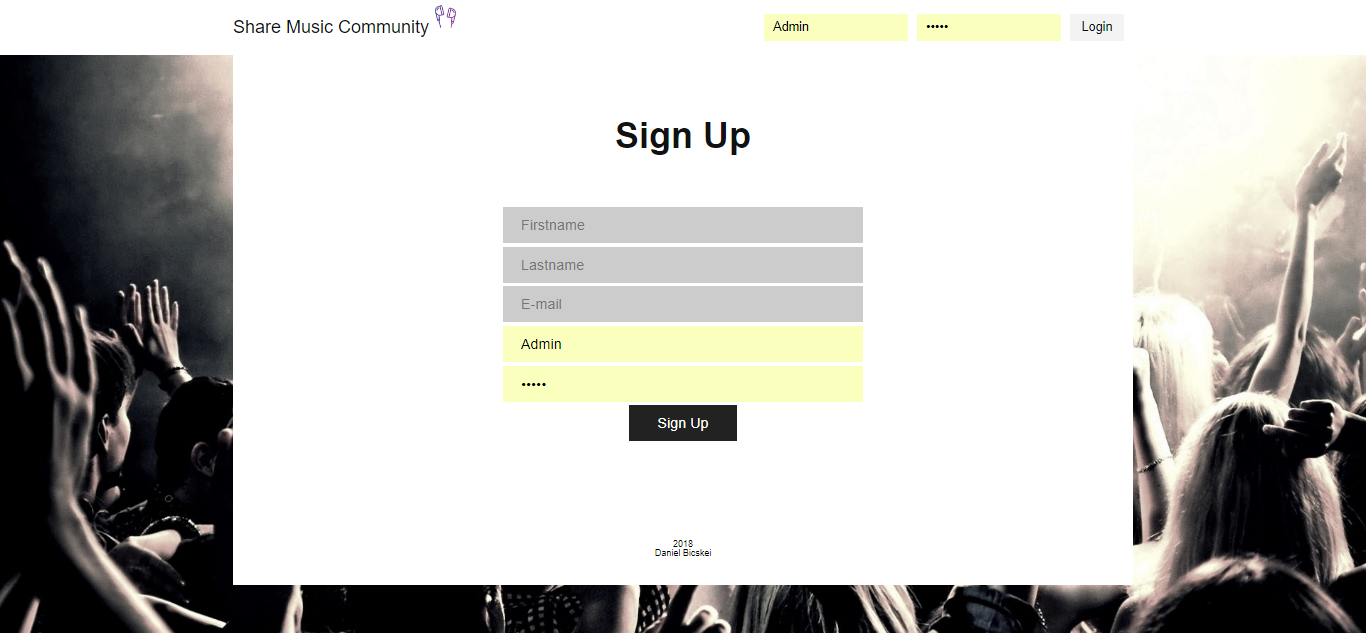 Share Music Community
Admin
•••••
Login
Sign Up
Firstname
Lastname
E-mail
Admin
•••••
Sign Up
2018
Daniel Bicskei